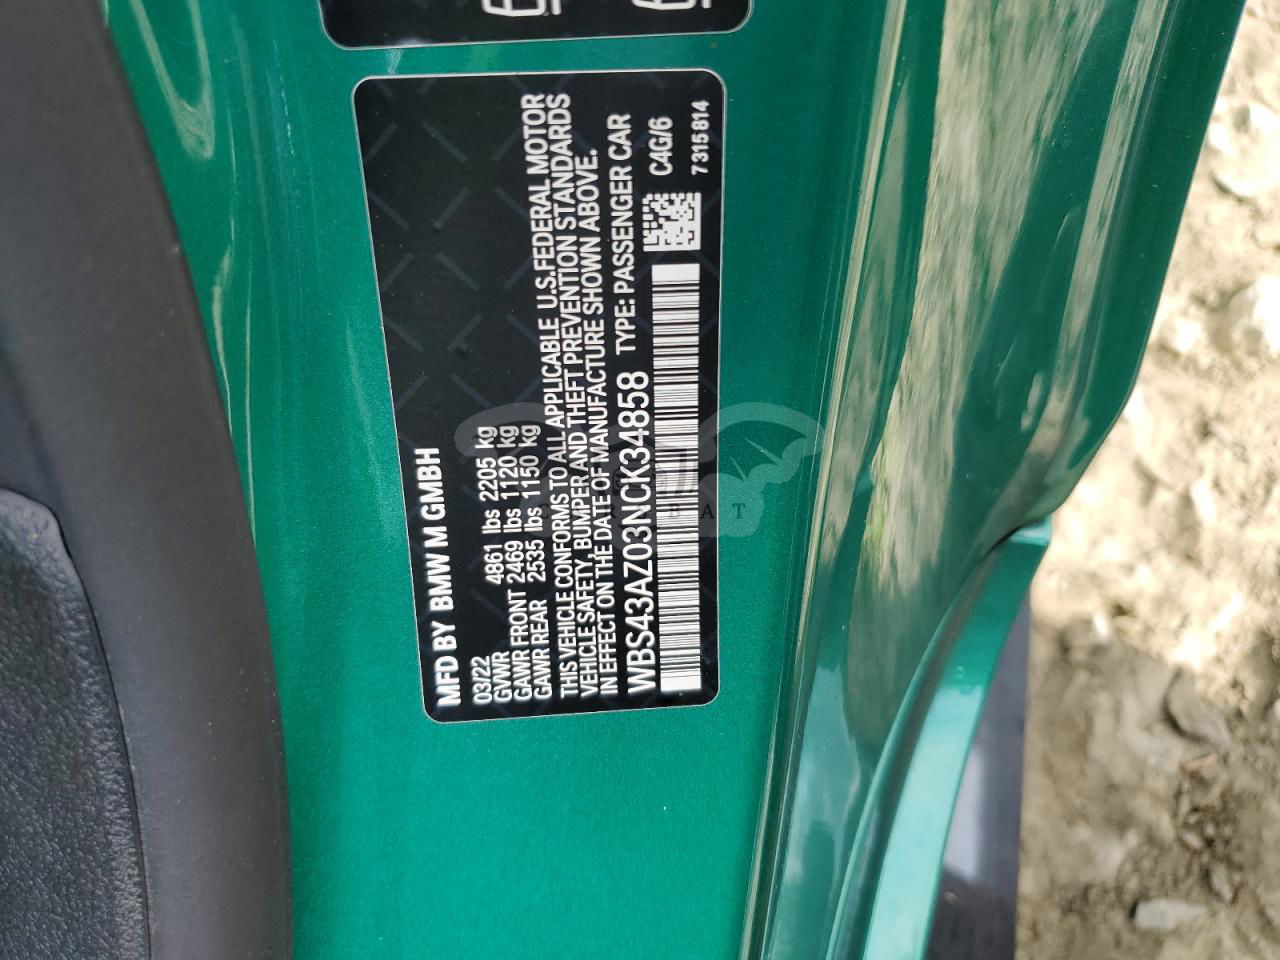 MFD BY BMW M GMBH
03/22
GVWR 4861 lbs 2205 kg
GAWR FRONT 2469 lbs 1120 kg
GAWR REAR 2535 lbs 1150 kg
THIS VEHICLE CONFORMS TO ALL APPLICABLE U.S.FEDERAL MOTOR
VEHICLE SAFETY, BUMPER AND THEFT PREVENTION STANDARDS
IN EFFECT ON THE DATE OF MANUFACTURE SHOWN ABOVE.
WBS43AZ03NCK34858 TYPE: PASSENGER CAR
C4G/6
7315814